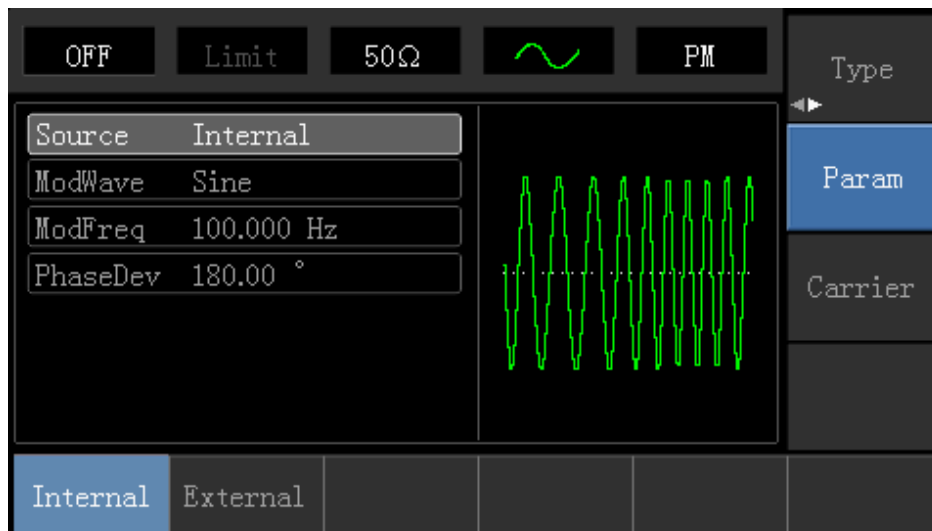 OFF Limit 50Ω PM
Type
Source Internal
ModWave Sine
ModFreq 100.000 Hz
PhaseDev 180.00 °
Param
Carrier
Internal External